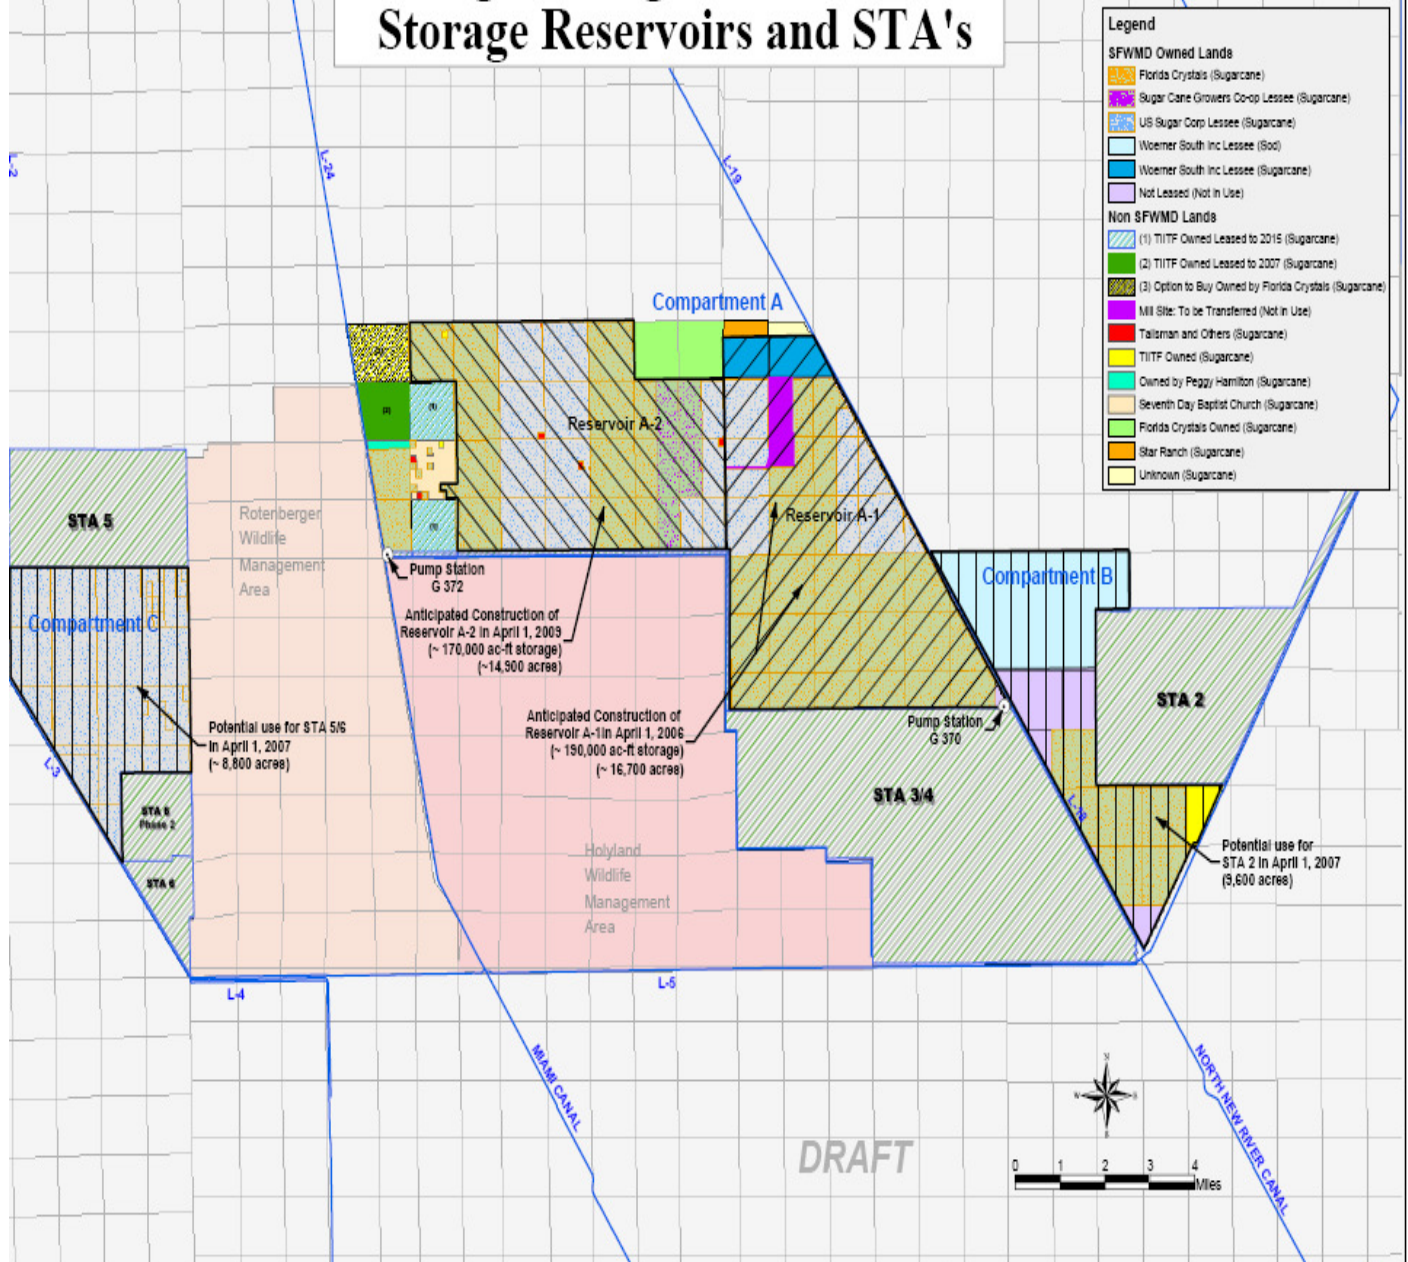 Storage Reservoirs and STA's
Legend
SFWMD Owned Lands
Florida Crystals (Sugarcane)
Sugar Cane Growers Co-op Lessee (Sugarcane)
US Sugar Corp Lessee (Sugarcane)
Woerner South Inc Lessee (Sod)
Woerner South Inc Lessee (Sugarcane)
Not Leased (Not In Use)
Non SFWMD Lands
(1) TIITF Owned Leased to 2015 (Sugarcane)
(2) TIITF Owned Leased to 2007 (Sugarcane)
(3) Option to Buy Owned by Florida Crystals (Sugarcane)
Mill Site: To be Transferred (Not In Use)
Talisman and Others (Sugarcane)
TIITF Owned (Sugarcane)
Owned by Peggy Hamilton (Sugarcane)
Seventh Day Baptist Church (Sugarcane)
Florida Crystals Owned (Sugarcane)
Star Ranch (Sugarcane)
Unknown (Sugarcane)
L-2
L-24
L-19
Compartment A
(2)
(1)
Reservoir A-2
Reservoir A-1
(1)
STA 5
Rotenberger
Wildlife
Management
Area
Pump Station
G 372
Compartment B
Compartment C
Anticipated Construction of
Reservoir A-2 in April 1, 2009
(~ 170,000 ac-ft storage)
(~14,900 acres)
STA 2
Potential use for STA 5/6
in April 1, 2007
(~ 8,800 acres)
Anticipated Construction of
Reservoir A-1in April 1, 2006
(~ 190,000 ac-ft storage)
(~ 16,700 acres)
Pump Station
G 370
L-3
STA 3/4
L-18
STA 6
Phase 2
STA 6
Holyland
Wildlife
Management
Area
Potential use for
STA 2 in April 1, 2007
(9,600 acres)
L-4
L-5
MIAMI CANAL
NORTH NEW RIVER CANAL
N
W
E
S
DRAFT
0 1 2 3 4
Miles